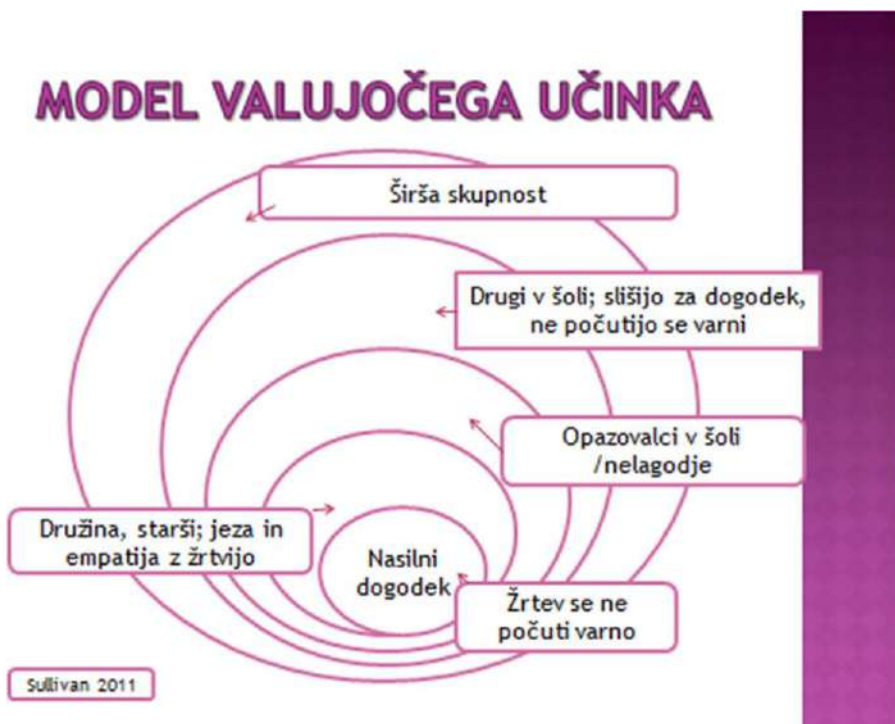 MODEL VALUJOČEGA UČINKA
Širša skupnost
Drugi v šoli; slišijo za dogodek,
ne počutijo se varni
Opazovalci v šoli
/nelagodje
Družina, starši; jeza in
empatija z žrtvijo
Nasilni
dogodek
Žrtev se ne
počuti varno
Sullivan 2011